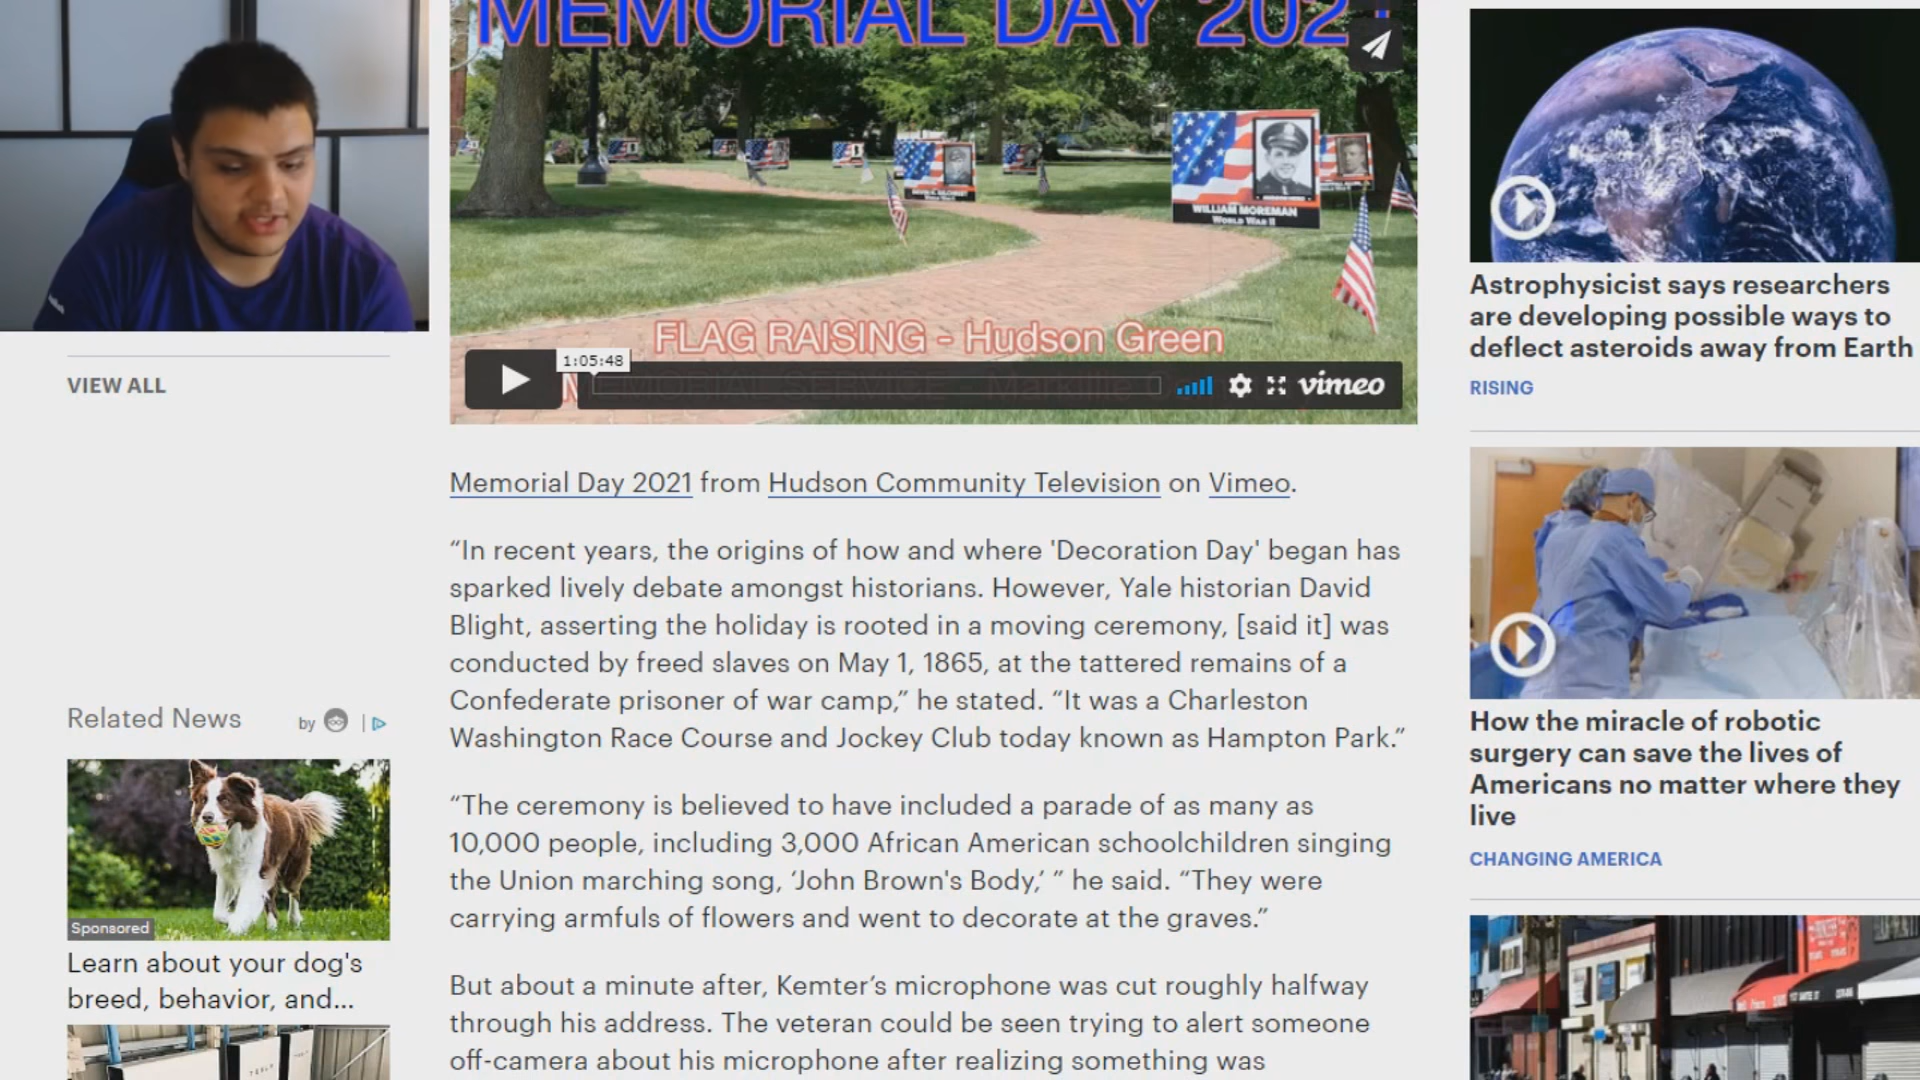 MEMORIAL DAY 202
WILLIAM MOREMAN
WORLD WAR II
FLAG RAISING - Hudson Green
1:05:48
vimeo
VIEW ALL
Memorial Day 2021 from Hudson Community Television on Vimeo.
“In recent years, the origins of how and where 'Decoration Day' began has
sparked lively debate amongst historians. However, Yale historian David
Blight, asserting the holiday is rooted in a moving ceremony, [said it] was
conducted by freed slaves on May 1, 1865, at the tattered remains of a
Confederate prisoner of war camp,” he stated. “It was a Charleston
Washington Race Course and Jockey Club today known as Hampton Park.”
“The ceremony is believed to have included a parade of as many as
10,000 people, including 3,000 African American schoolchildren singing
the Union marching song, ‘John Brown's Body,’ ” he said. “They were
carrying armfuls of flowers and went to decorate at the graves.”
But about a minute after, Kemter’s microphone was cut roughly halfway
through his address. The veteran could be seen trying to alert someone
off-camera about his microphone after realizing something was
Related News
by
Sponsored
Learn about your dog's
breed, behavior, and...
Astrophysicist says researchers
are developing possible ways to
deflect asteroids away from Earth
RISING
How the miracle of robotic
surgery can save the lives of
Americans no matter where they
live
CHANGING AMERICA